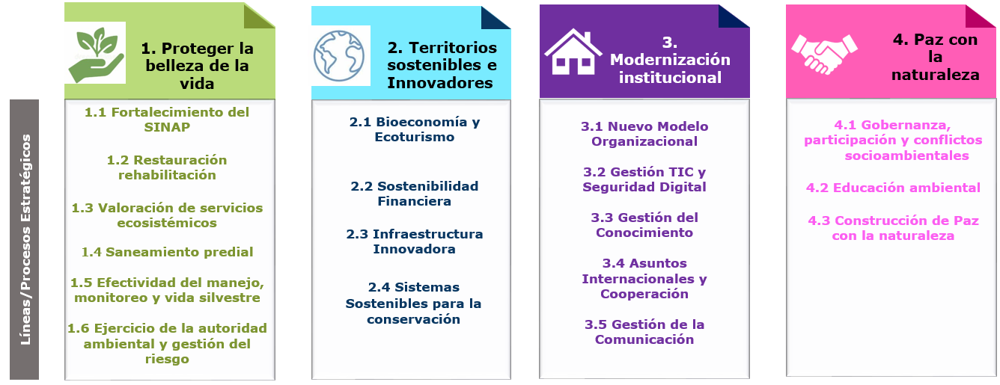 Líneas/Procesos Estratégicos
1. Proteger la
belleza de la
vida
1.1 Fortalecimiento del
SINAP
1.2 Restauración
rehabilitación
1.3 Valoración de servicios
ecosistémicos
1.4 Saneamiento predial
1.5 Efectividad del manejo,
monitoreo y vida silvestre
1.6 Ejercicio de la autoridad
ambiental y gestión del
riesgo
2. Territorios
sostenibles e
Innovadores
2.1 Bioeconomía y
Ecoturismo
2.2 Sostenibilidad
Financiera
2.3 Infraestructura
Innovadora
2.4 Sistemas
Sostenibles para la
conservación
3.
Modernización
institucional
3.1 Nuevo Modelo
Organizacional
3.2 Gestión TIC y
Seguridad Digital
3.3 Gestión del
Conocimiento
3.4 Asuntos
Internacionales y
Cooperación
3.5 Gestión de la
Comunicación
4. Paz con
la
naturaleza
4.1 Gobernanza,
participación y conflictos
socioambientales
4.2 Educación ambiental
4.3 Construcción de Paz
con la naturaleza